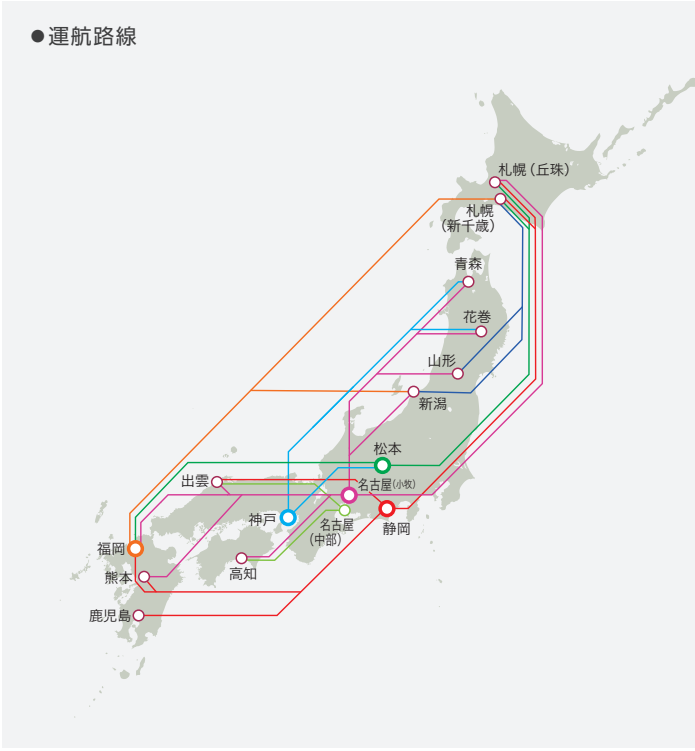 ●運航路線
札幌（丘珠）
札幌
（新千歳）
青森
花巻
山形
新潟
松本
出雲
名古屋(小牧)
神戸
名古屋
（中部）
静岡
福岡
高知
熊本
鹿児島